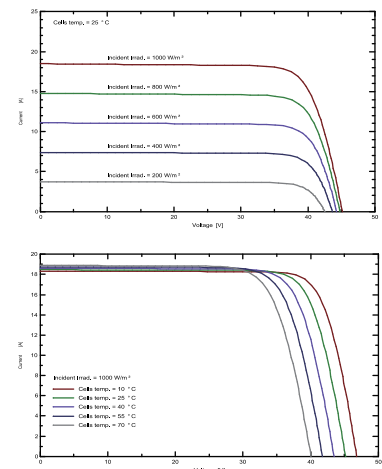 25
Cells temp. = 25 °C
Incident Irrad. = 1000 W/m²
20
Incident Irrad. = 800 W/m²
15
Current [A]
Incident Irrad. = 600 W/m²
10
Incident Irrad. = 400 W/m²
5
Incident Irrad. = 200 W/m²
0
0 10 20 30 40 50
Voltage [V]
20
18
16
14
12
Current [A]
10
8
Incident Irrad. = 1000 W/m²
6
Cells temp. = 10 °C
Cells temp. = 25 °C
4
Cells temp. = 40 °C
Cells temp. = 55 °C
2
Cells temp. = 70 °C
0
0 10 20 30 40 50